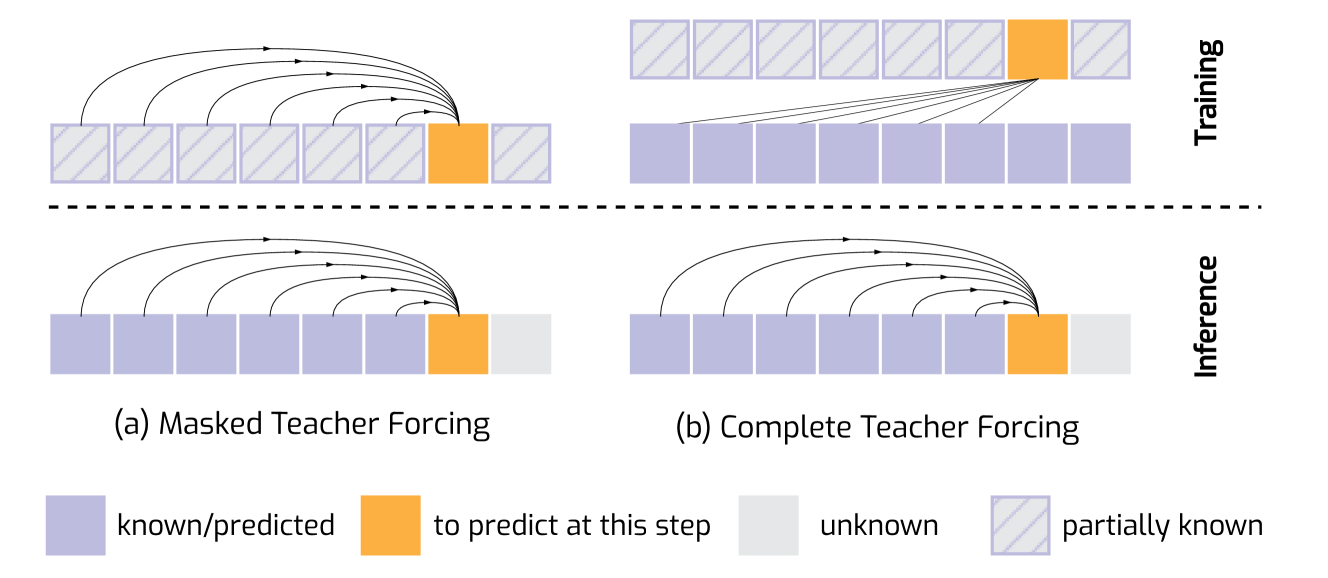 Training
Inference
(a) Masked Teacher Forcing
(b) Complete Teacher Forcing
known/predicted
to predict at this step
unknown
partially known